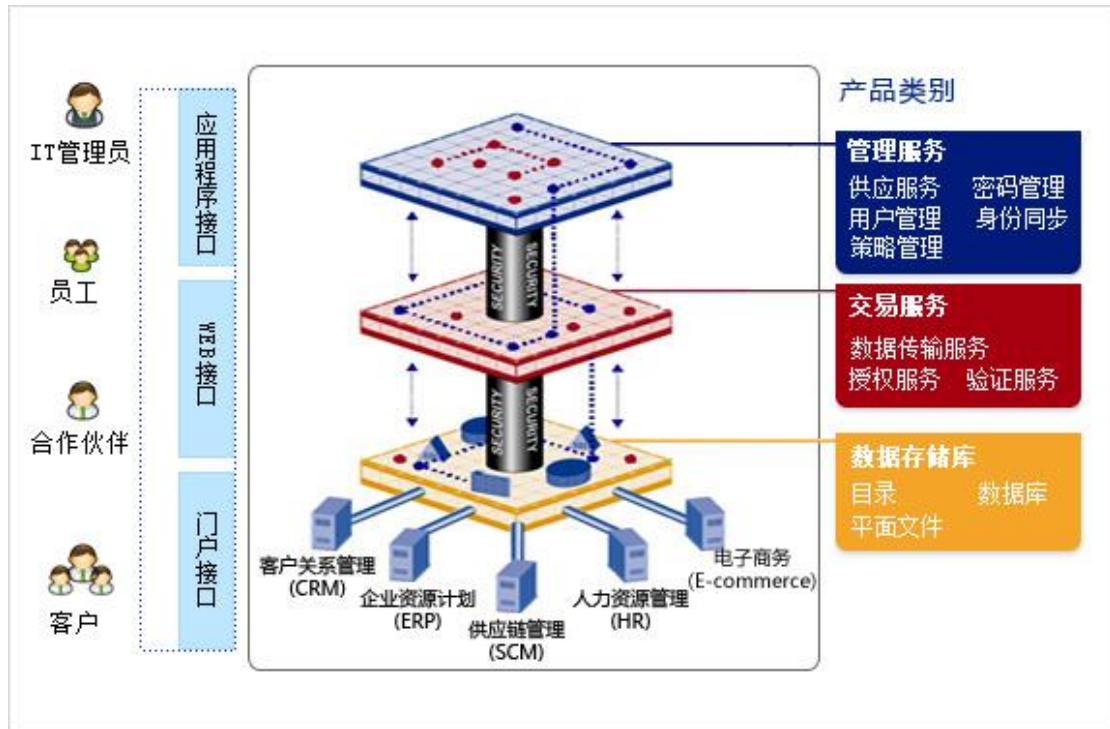 IT管理员
员工
合作伙伴
客户
应用程序接口
WEB接口
门户接口
SECURITY
SECURITY
SECURITY
SECURITY
客户关系管理
(CRM)
企业资源计划
(ERP)
供应链管理
(SCM)
人力资源管理
(HR)
电子商务
(E-commerce)
产品类别
管理服务
供应服务 密码管理
用户管理 身份同步
策略管理
交易服务
数据传输服务
授权服务 验证服务
数据存储库
目录 数据库
平面文件